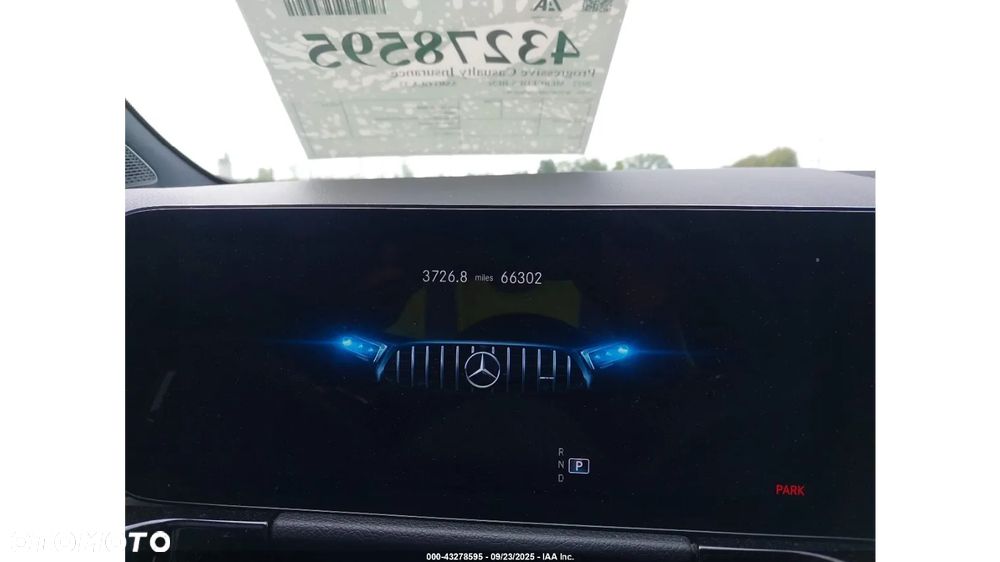 43278595
Progressive Casualty Insurance
3726.8 miles 66302
R
N P
D
PARK
OTOMOTO
000-43278595 - 09/23/2025 - IAA Inc.